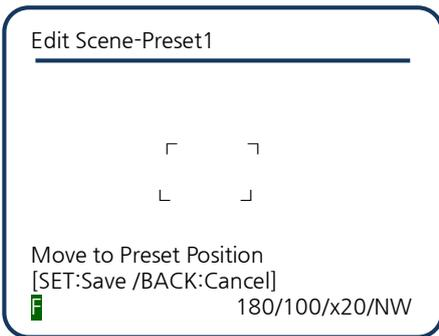 Edit Scene-Preset1
Move to Preset Position
[SET:Save /BACK:Cancel]
F 180/100/x20/NW